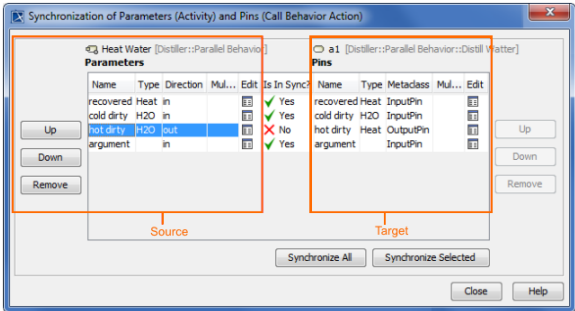 Synchronization of Parameters (Activity) and Pins (Call Behavior Action)
Heat Water [Distiller::Parallel Behavior] a1 [Distiller::Parallel Behavior::Distill Watter]
Parameters Pins
Name Type Direction Mul... Edit Is In Sync? Name Type Metaclass Mul... Edit
recovered Heat in Yes recovered Heat InputPin
cold dirty H2O in Yes cold dirty H2O InputPin
hot dirty H2O out No hot dirty Heat OutputPin
argument in Yes argument InputPin
Up Up
Down Down
Remove Remove
Source Target
Synchronize All Synchronize Selected
Close Help